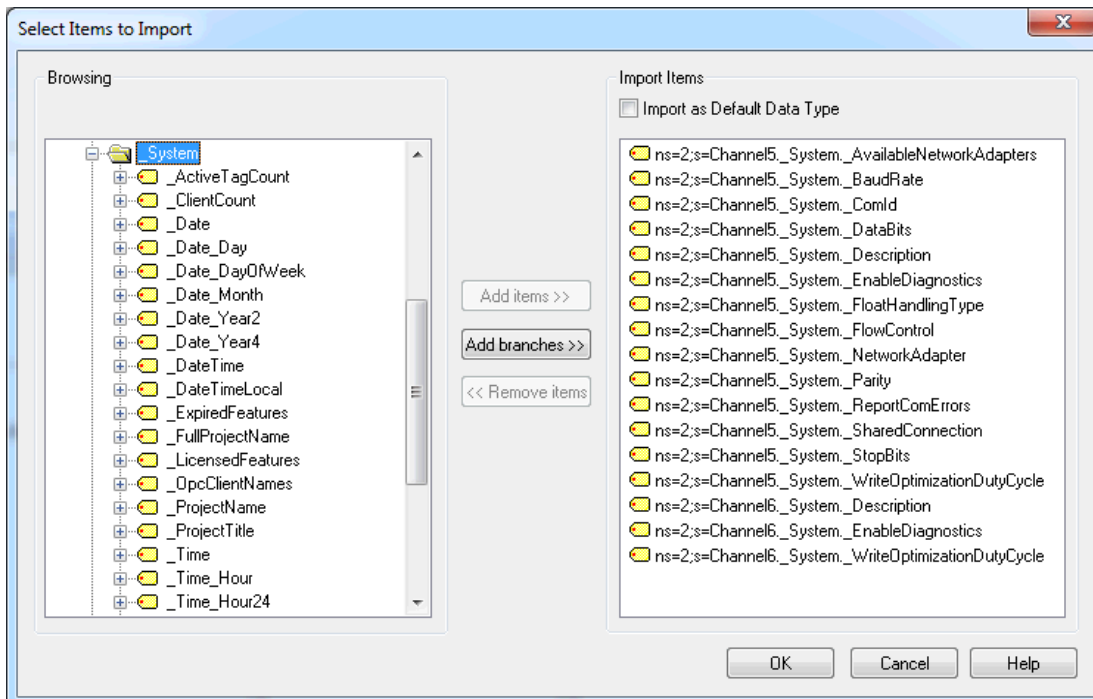 Select Items to Import
Browsing
_System
_ActiveTagCount
_ClientCount
_Date
_Date_Day
_Date_DayOfWeek
_Date_Month
_Date_Year2
_Date_Year4
_DateTime
_DateTimeLocal
_ExpiredFeatures
_FullProjectName
_LicensedFeatures
_OpcClientNames
_ProjectName
_ProjectTitle
_Time
_Time_Hour
_Time_Hour24
Add items >>
Add branches >>
<< Remove items
Import Items
Import as Default Data Type
ns=2;s=Channel5._System._AvailableNetworkAdapters
ns=2;s=Channel5._System._BaudRate
ns=2;s=Channel5._System._ComId
ns=2;s=Channel5._System._DataBits
ns=2;s=Channel5._System._Description
ns=2;s=Channel5._System._EnableDiagnostics
ns=2;s=Channel5._System._FloatHandlingType
ns=2;s=Channel5._System._FlowControl
ns=2;s=Channel5._System._NetworkAdapter
ns=2;s=Channel5._System._Parity
ns=2;s=Channel5._System._ReportComErrors
ns=2;s=Channel5._System._SharedConnection
ns=2;s=Channel5._System._StopBits
ns=2;s=Channel5._System._WriteOptimizationDutyCycle
ns=2;s=Channel6._System._Description
ns=2;s=Channel6._System._EnableDiagnostics
ns=2;s=Channel6._System._WriteOptimizationDutyCycle
OK
Cancel
Help